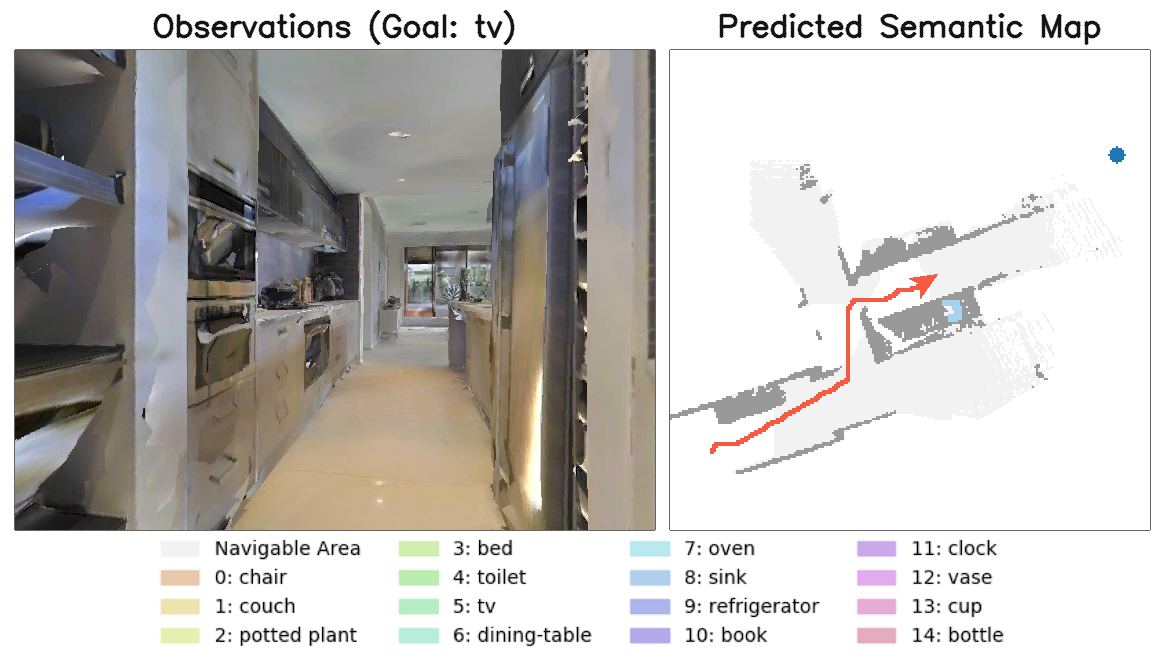 Observations (Goal: tv)
Predicted Semantic Map
Navigable Area
0: chair
1: couch
2: potted plant
3: bed
4: toilet
5: tv
6: dining-table
7: oven
8: sink
9: refrigerator
10: book
11: clock
12: vase
13: cup
14: bottle